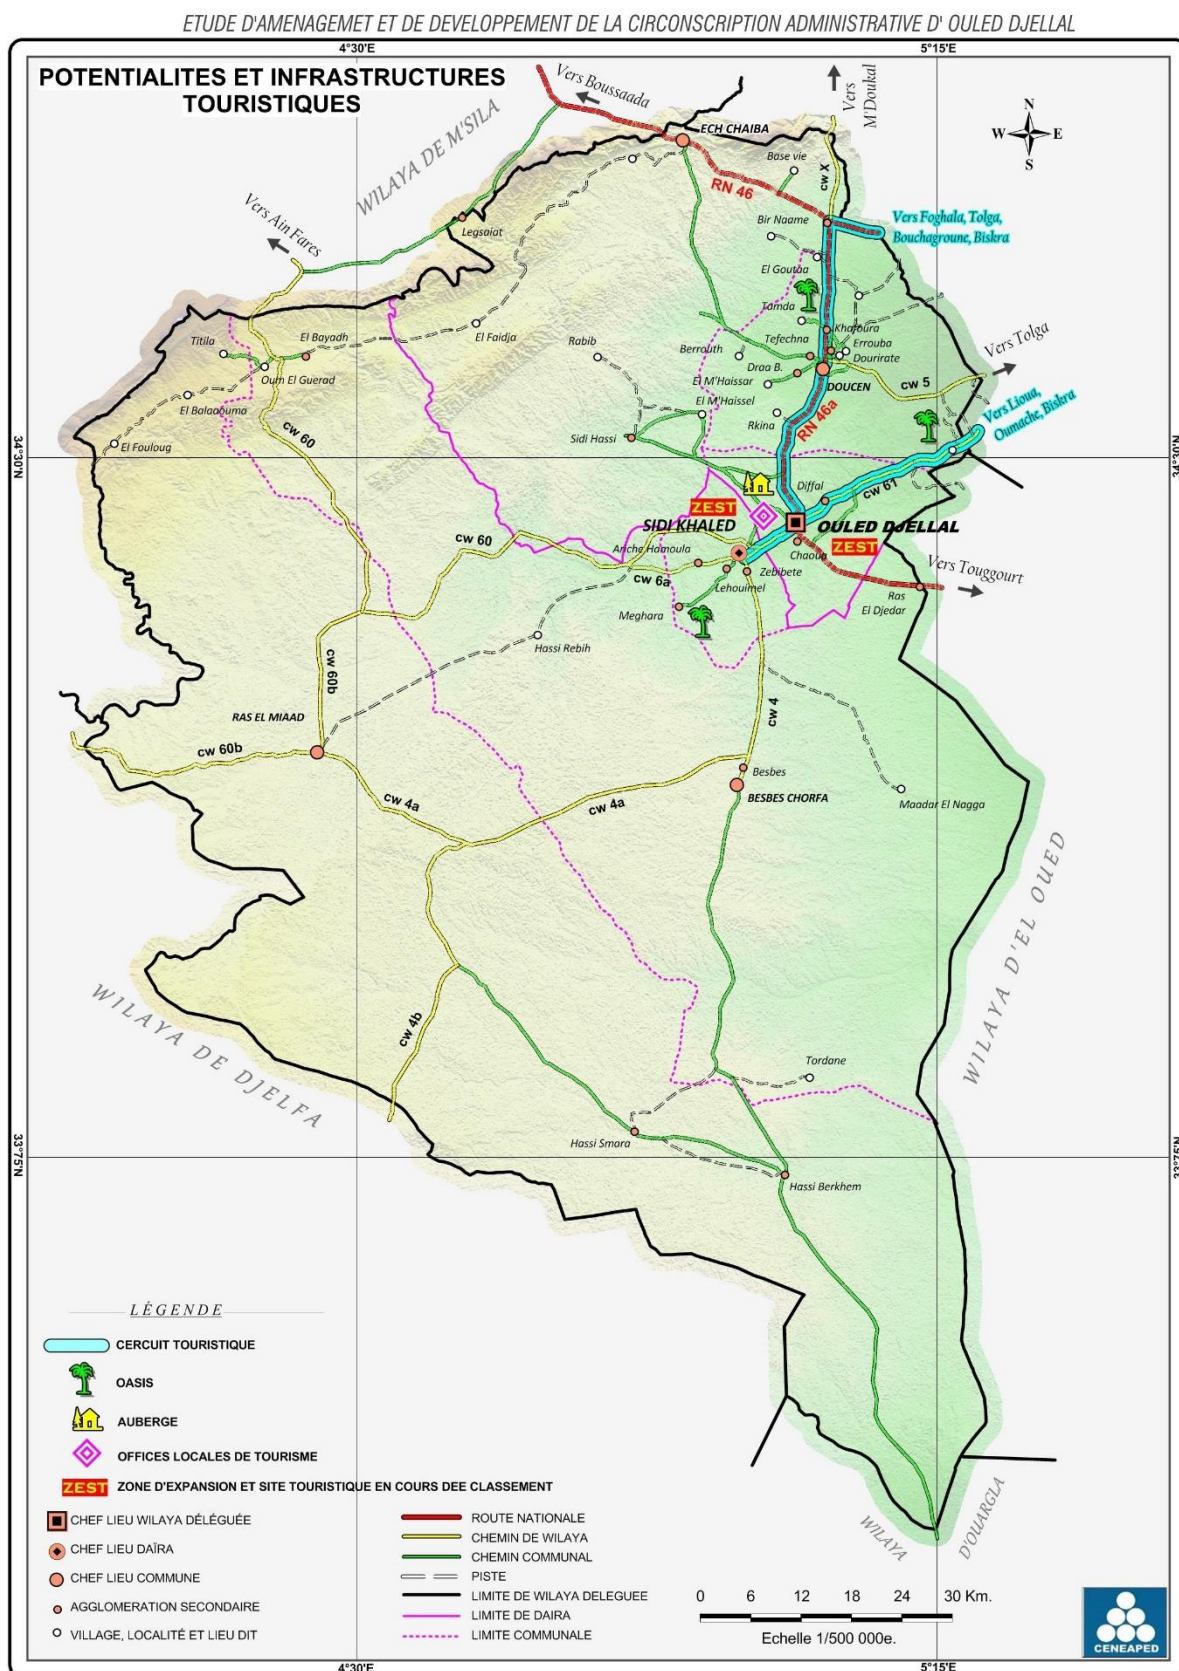 ETUDE D'AMENAGEMET ET DE DEVELOPPEMENT DE LA CIRCONSCRIPTION ADMINISTRATIVE D' OULED DJELLAL
4°30'E
5°15'E
POTENTIALITES ET INFRASTRUCTURES
TOURISTIQUES
Vers Boussaada
Vers
M'Doukal
N
W
E
S
WILAYA DE M'SILA
ECH CHAIBA
Base vie
cw X
RN 46
Vers Ain Fares
Legsaiat
Bir Naame
Vers Foghala, Tolga,
Bouchagroune, Biskra
El Goutaa
Tamda
Khafoura
Titila
El Bayadh
El Faidja
Rabib
Berrouth
Tefechna
Errouba
Dourirate
Vers Tolga
Oum El Guerad
Draa B.
El M'Haissar
DOUCEN
cw 5
El Balaaouma
El M'Haissel
Rkina
RN 46a
Vers Lioua,
Oumache, Biskra
cw 60
El Fouloug
Sidi Hassi
34°30'N
34°30'N
Diffal
cw 61
ZEST
SIDI KHALED
OULED DJELLAL
cw 60
Anche Hamoula
Chaoua
ZEST
cw 6a
Zebibete
Lehouimel
Vers Touggourt
Meghara
Ras
El Djedar
Hassi Rebih
cw 60b
cw 4
RAS EL MIAAD
cw 60b
cw 4a
cw 4a
Besbes
BESBES CHORFA
Maadar El Nagga
WILAYA D'EL OUED
WILAYA DE DJELFA
cw 4b
Tordane
Hassi Smara
33°75'N
33°75'N
Hassi Berkhem
LÉGENDE
CERCUIT TOURISTIQUE
OASIS
AUBERGE
OFFICES LOCALES DE TOURISME
ZEST ZONE D'EXPANSION ET SITE TOURISTIQUE EN COURS DEE CLASSEMENT
CHEF LIEU WILAYA DÉLÉGUÉE
CHEF LIEU DAÏRA
CHEF LIEU COMMUNE
AGGLOMERATION SECONDAIRE
VILLAGE, LOCALITÉ ET LIEU DIT
ROUTE NATIONALE
CHEMIN DE WILAYA
CHEMIN COMMUNAL
PISTE
LIMITE DE WILAYA DELEGUEE
LIMITE DE DAIRA
LIMITE COMMUNALE
WILAYA
D'OUARGLA
0 6 12 18 24 30 Km.
Echelle 1/500 000e.
CENEAPED
4°30'E
5°15'E